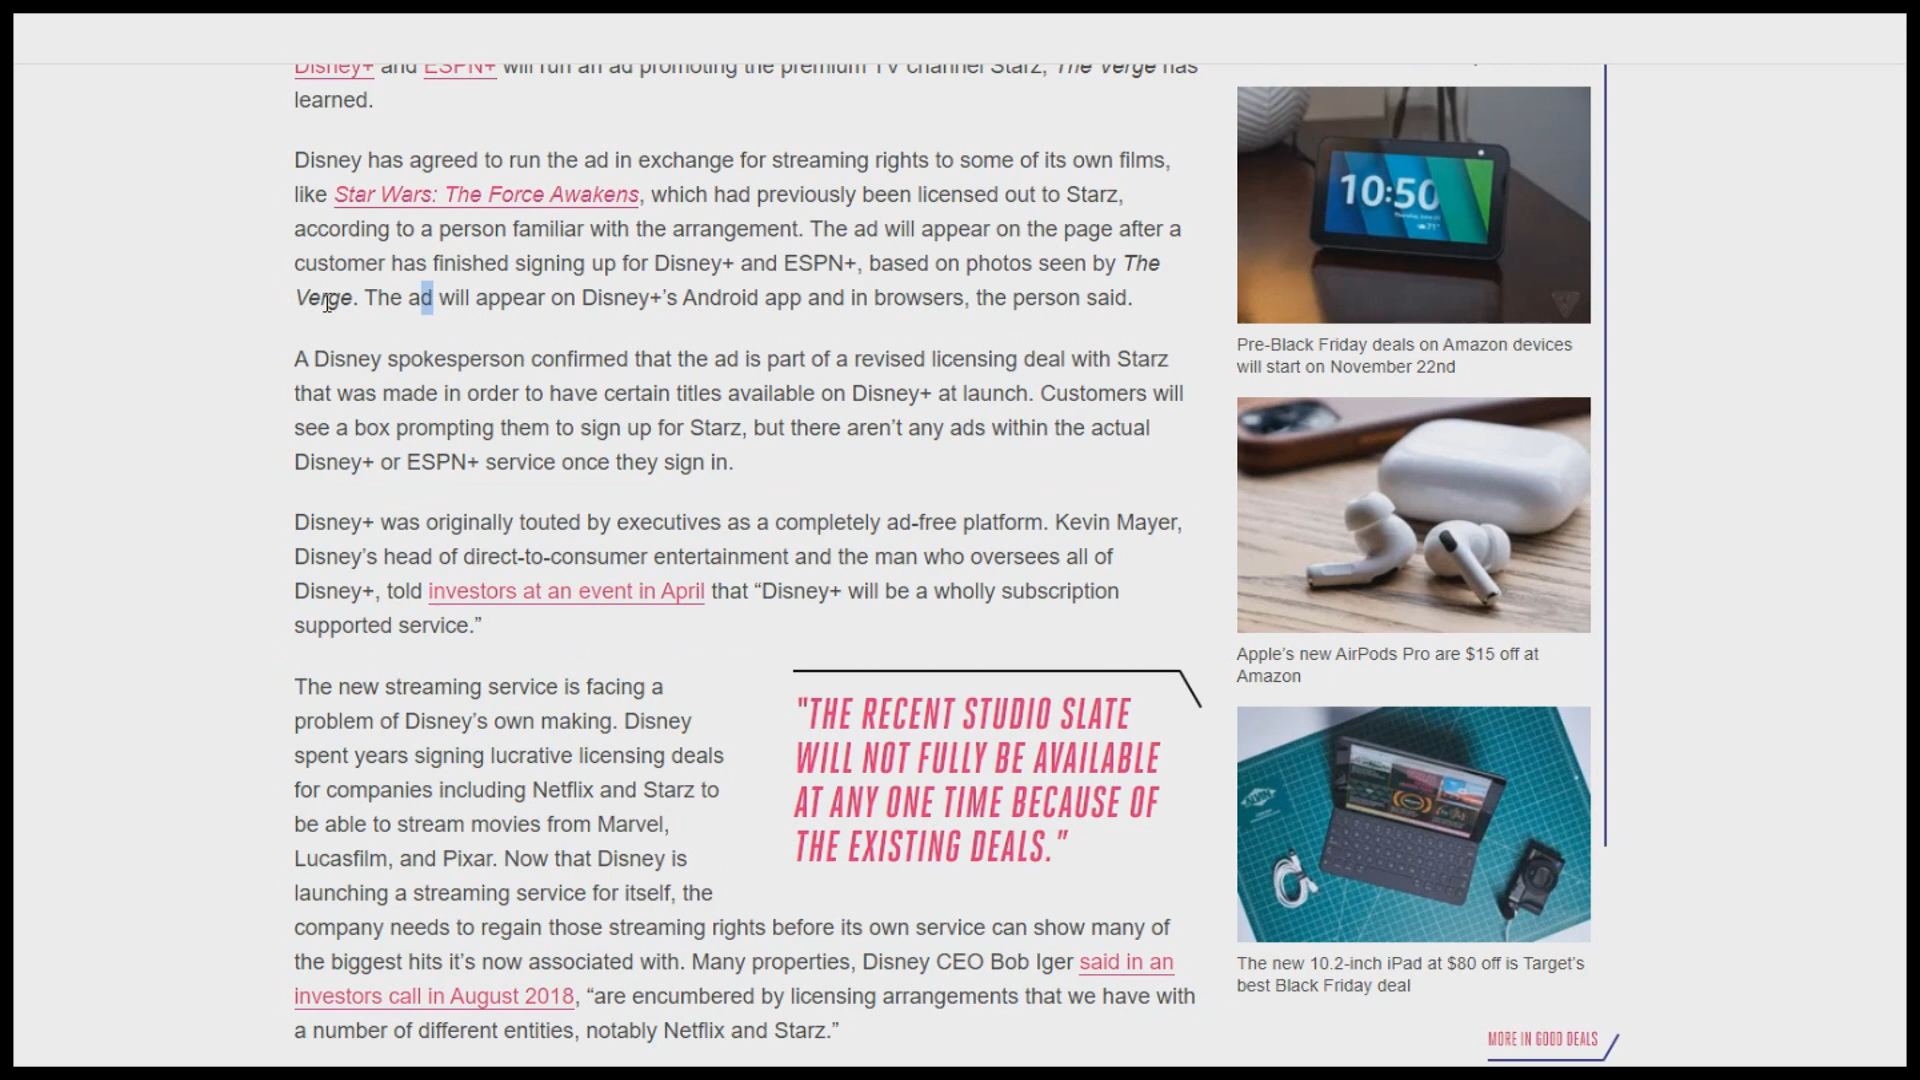 Disney+ and ESPN+ will run an ad promoting the premium TV channel Starz, The Verge has
learned.
Disney has agreed to run the ad in exchange for streaming rights to some of its own films,
like Star Wars: The Force Awakens, which had previously been licensed out to Starz,
according to a person familiar with the arrangement. The ad will appear on the page after a
customer has finished signing up for Disney+ and ESPN+, based on photos seen by The
Verge. The ad will appear on Disney+’s Android app and in browsers, the person said.
A Disney spokesperson confirmed that the ad is part of a revised licensing deal with Starz
that was made in order to have certain titles available on Disney+ at launch. Customers will
see a box prompting them to sign up for Starz, but there aren’t any ads within the actual
Disney+ or ESPN+ service once they sign in.
Disney+ was originally touted by executives as a completely ad-free platform. Kevin Mayer,
Disney’s head of direct-to-consumer entertainment and the man who oversees all of
Disney+, told investors at an event in April that “Disney+ will be a wholly subscription
supported service.”
The new streaming service is facing a
problem of Disney’s own making. Disney
spent years signing lucrative licensing deals
for companies including Netflix and Starz to
be able to stream movies from Marvel,
Lucasfilm, and Pixar. Now that Disney is
launching a streaming service for itself, the
company needs to regain those streaming rights before its own service can show many of
the biggest hits it’s now associated with. Many properties, Disney CEO Bob Iger said in an
investors call in August 2018, “are encumbered by licensing arrangements that we have with
a number of different entities, notably Netflix and Starz.”
"THE RECENT STUDIO SLATE
WILL NOT FULLY BE AVAILABLE
AT ANY ONE TIME BECAUSE OF
THE EXISTING DEALS."
10:50
Pre-Black Friday deals on Amazon devices
will start on November 22nd
Apple’s new AirPods Pro are $15 off at
Amazon
The new 10.2-inch iPad at $80 off is Target’s
best Black Friday deal
MORE IN GOOD DEALS